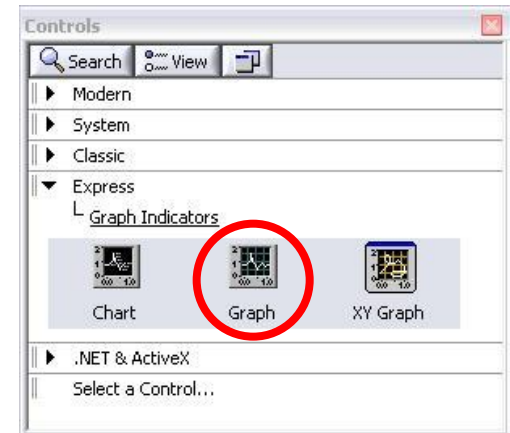 Controls
Search View
Modern
System
Classic
Express
Graph Indicators
Chart Graph XY Graph
.NET & ActiveX
Select a Control...